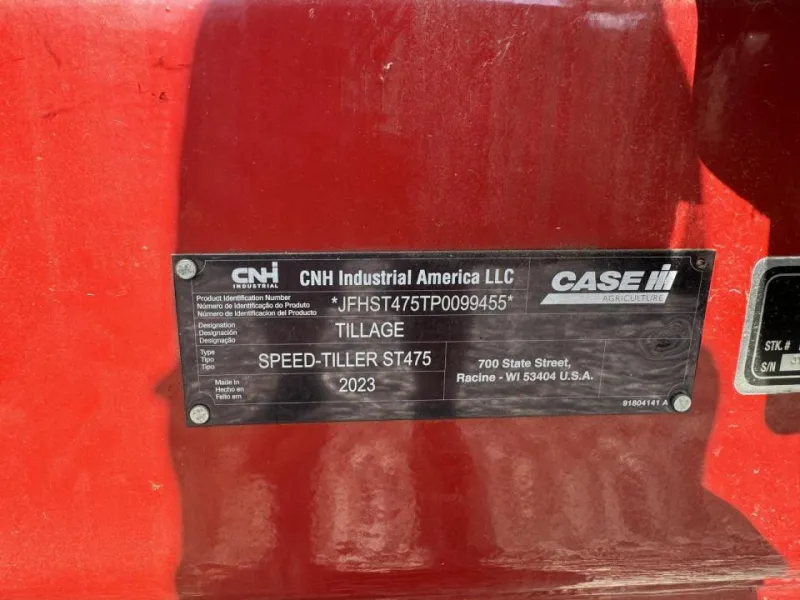 CNH
INDUSTRIAL
CNH Industrial America LLC
CASE IH
AGRICULTURE
Product Identification Number
Número de Identificação do Produto
Número de Identificacion del Producto
*JFHST475TP0099455*
Designation
Designación
Designação
TILLAGE
Type
Tipo
Tipo
SPEED-TILLER ST475
Made In
Hecho en
Feito em
2023
700 State Street,
Racine - WI 53404 U.S.A.
91804141 A
STK. #
S/N